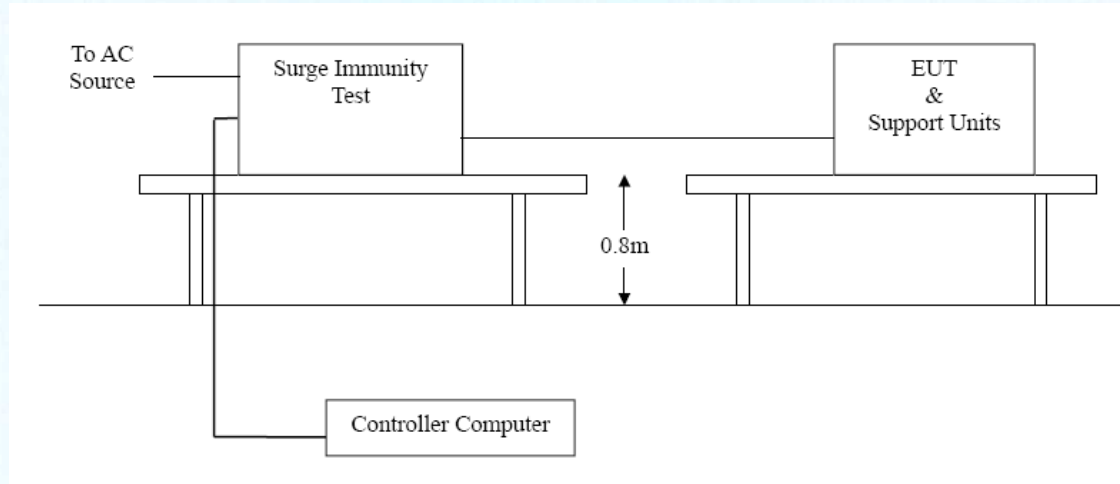 To AC
Source
Surge Immunity
Test
EUT
&
Support Units
0.8m
Controller Computer